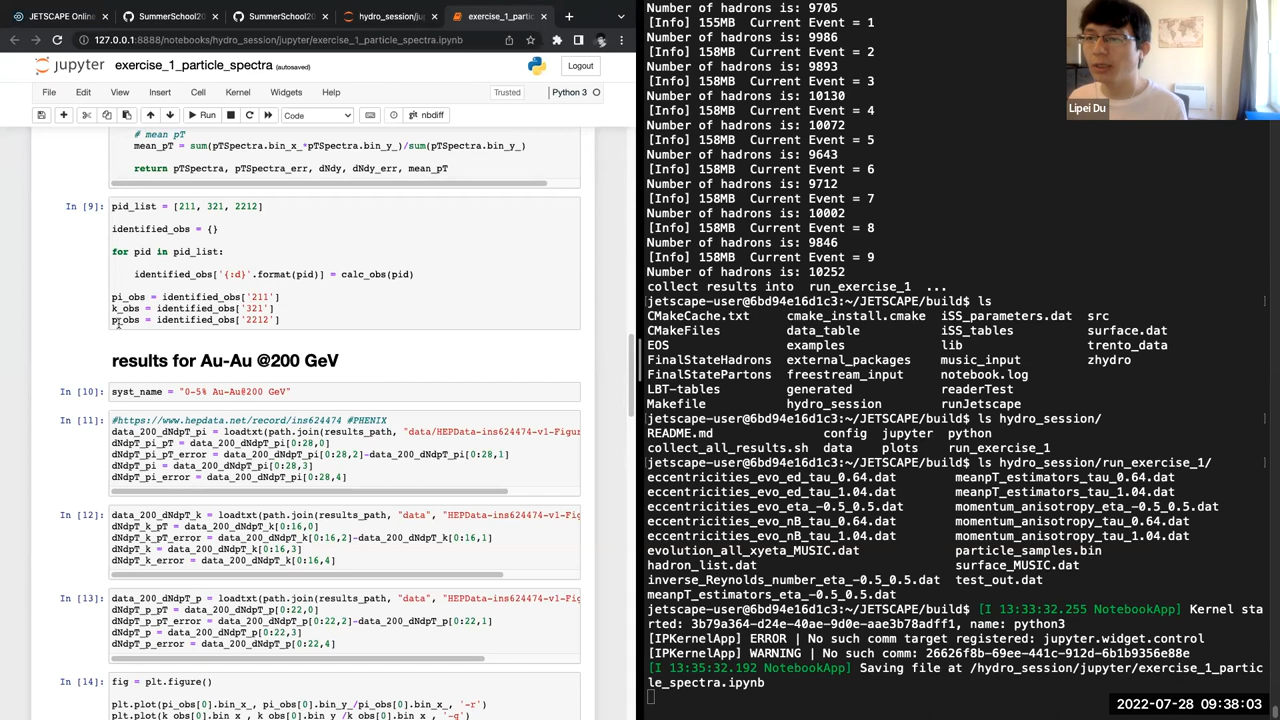 JETSCAPE Online
SummerSchool20
SummerSchool20
hydro_session/ju
exercise_1_parti
127.0.0.1:8888/notebooks/hydro_session/jupyter/exercise_1_particle_spectra.ipynb
jupyter exercise_1_particle_spectra (autosaved)
Logout
File Edit View Insert Cell Kernel Widgets Help
Trusted
Python 3
Run
Code
nbdiff
# mean pT
mean_pT = sum(pTSpectra.bin_x_*pTSpectra.bin_y_)/sum(pTSpectra.bin_y_)
return pTSpectra, pTSpectra_err, dNdy, dNdy_err, mean_pT
In [9]: pid_list = [211, 321, 2212]
identified_obs = {}
for pid in pid_list:
identified_obs['{:d}'.format(pid)] = calc_obs(pid)
pi_obs = identified_obs['211']
k_obs = identified_obs['321']
probs = identified_obs['2212']
results for Au-Au @200 GeV
In [10]: syst_name = "0-5% Au-Au@200 GeV"
In [11]: #https://www.hepdata.net/record/ins624474 #PHENIX
data_200_dNdpT_pi = loadtxt(path.join(results_path, "data/HEPData-ins624474-v1-Figur
dNdpT_pi_pT = data_200_dNdpT_pi[0:28,0]
dNdpT_pi_pT_error = data_200_dNdpT_pi[0:28,2]-data_200_dNdpT_pi[0:28,1]
dNdpT_pi = data_200_dNdpT_pi[0:28,3]
dNdpT_pi_error = data_200_dNdpT_pi[0:28,4]
In [12]: data_200_dNdpT_k = loadtxt(path.join(results_path, "data", "HEPData-ins624474-v1-Fig
dNdpT_k_pT = data_200_dNdpT_k[0:16,0]
dNdpT_k_pT_error = data_200_dNdpT_k[0:16,2]-data_200_dNdpT_k[0:16,1]
dNdpT_k = data_200_dNdpT_k[0:16,3]
dNdpT_k_error = data_200_dNdpT_k[0:16,4]
In [13]: data_200_dNdpT_p = loadtxt(path.join(results_path, "data", "HEPData-ins624474-v1-Fig
dNdpT_p_pT = data_200_dNdpT_p[0:22,0]
dNdpT_p_pT_error = data_200_dNdpT_p[0:22,2]-data_200_dNdpT_p[0:22,1]
dNdpT_p = data_200_dNdpT_p[0:22,3]
dNdpT_p_error = data_200_dNdpT_p[0:22,4]
In [14]: fig = plt.figure()
plt.plot(pi_obs[0].bin_x_, pi_obs[0].bin_y_/pi_obs[0].bin_x_, '-r')
plt.plot(k_obs[0].bin_x_, k_obs[0].bin_y_/k_obs[0].bin_x_, '-g')
Number of hadrons is: 9705
[Info] 155MB Current Event = 1
Number of hadrons is: 9986
[Info] 158MB Current Event = 2
Number of hadrons is: 9893
[Info] 158MB Current Event = 3
Number of hadrons is: 10130
[Info] 158MB Current Event = 4
Number of hadrons is: 10072
[Info] 158MB Current Event = 5
Number of hadrons is: 9643
[Info] 158MB Current Event = 6
Number of hadrons is: 9712
[Info] 158MB Current Event = 7
Number of hadrons is: 10002
[Info] 158MB Current Event = 8
Number of hadrons is: 9846
[Info] 158MB Current Event = 9
Number of hadrons is: 10252
collect results into run_exercise_1 ...
jetscape-user@6bd94e16d1c3:~/JETSCAPE/build$ ls
CMakeCache.txt cmake_install.cmake iSS_parameters.dat src
CMakeFiles data_table iSS_tables surface.dat
EOS examples lib trento_data
FinalStateHadrons external_packages music_input zhydro
FinalStatePartons freestream_input notebook.log
LBT-tables generated readerTest
Makefile hydro_session runJetscape
jetscape-user@6bd94e16d1c3:~/JETSCAPE/build$ ls hydro_session/
README.md config jupyter python
collect_all_results.sh data plots run_exercise_1
jetscape-user@6bd94e16d1c3:~/JETSCAPE/build$ ls hydro_session/run_exercise_1/
eccentricities_evo_ed_tau_0.64.dat meanpT_estimators_tau_0.64.dat
eccentricities_evo_ed_tau_1.04.dat meanpT_estimators_tau_1.04.dat
eccentricities_evo_eta_-0.5_0.5.dat momentum_anisotropy_eta_-0.5_0.5.dat
eccentricities_evo_nB_tau_0.64.dat momentum_anisotropy_tau_0.64.dat
eccentricities_evo_nB_tau_1.04.dat momentum_anisotropy_tau_1.04.dat
evolution_all_xyeta_MUSIC.dat particle_samples.bin
hadron_list.dat surface_MUSIC.dat
inverse_Reynolds_number_eta_-0.5_0.5.dat test_out.dat
meanpT_estimators_eta_-0.5_0.5.dat
jetscape-user@6bd94e16d1c3:~/JETSCAPE/build$ [I 13:33:32.255 NotebookApp] Kernel sta
rted: 3b79a364-d24e-40ae-9d0e-aae3b78adff1, name: python3
[IPKernelApp] ERROR | No such comm target registered: jupyter.widget.control
[IPKernelApp] WARNING | No such comm: 26626f8b-69ee-441c-912d-6b1b9356e88e
[I 13:35:32.192 NotebookApp] Saving file at /hydro_session/jupyter/exercise_1_partic
le_spectra.ipynb
Lipei Du
2022-07-28 09:38:03